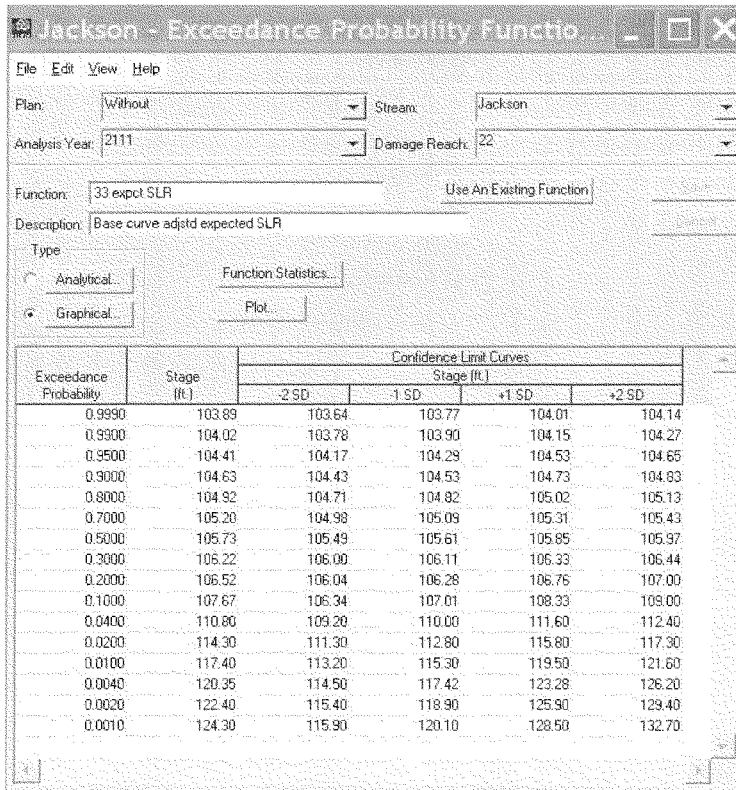 Jackson - Exceedance Probability Functio...
File Edit View Help
Plan: Without Stream: Jackson
Analysis Year: 2111 Damage Reach: 22
Function: 33 expct SLR Use An Existing Function
Description: Base curve adjstd expected SLR
Type
Analytical... Function Statistics...
Graphical... Plot...
Confidence Limit Curves
Exceedance Stage Stage (ft.)
Probability (ft.) -2 SD -1 SD +1 SD +2 SD
0.9990 103.89 103.64 103.77 104.01 104.14
0.9900 104.02 103.78 103.90 104.15 104.27
0.9500 104.41 104.17 104.29 104.53 104.65
0.9000 104.63 104.43 104.53 104.73 104.83
0.8000 104.92 104.71 104.82 105.02 105.13
0.7000 105.20 104.98 105.09 105.31 105.43
0.5000 105.73 105.49 105.61 105.85 105.97
0.3000 106.22 106.00 106.11 106.33 106.44
0.2000 106.52 106.04 106.28 106.76 107.00
0.1000 107.67 106.34 107.01 108.33 109.00
0.0400 110.80 109.20 110.00 111.60 112.40
0.0200 114.30 111.30 112.80 115.80 117.30
0.0100 117.40 113.20 115.30 119.50 121.60
0.0040 120.35 114.50 117.42 123.28 126.20
0.0020 122.40 115.40 118.90 125.90 129.40
0.0010 124.30 115.90 120.10 128.50 132.70